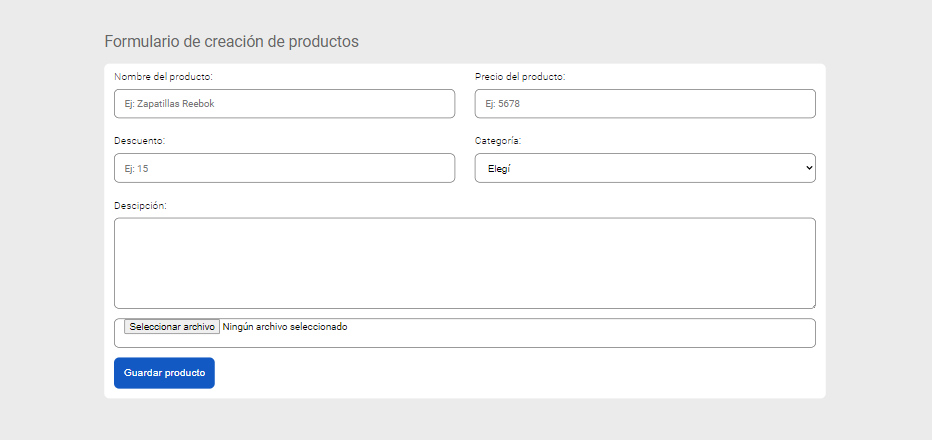 Formulario de creación de productos
Nombre del producto: Precio del producto:
Ej: Zapatillas Reebok Ej: 5678
Descuento: Categoría:
Ej: 15 Elegí
Descipción:
Seleccionar archivo Ningún archivo seleccionado
Guardar producto